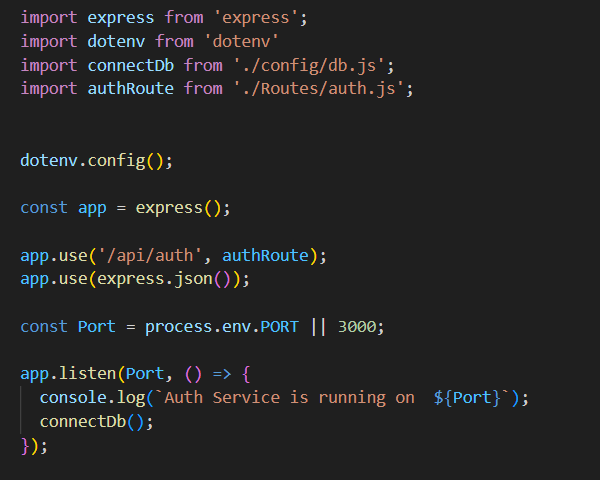 import express from 'express';
import dotenv from 'dotenv'
import connectDb from './config/db.js';
import authRoute from './Routes/auth.js';
dotenv.config();
const app = express();
app.use('/api/auth', authRoute);
app.use(express.json());
const Port = process.env.PORT || 3000;
app.listen(Port, () => {
  console.log(`Auth Service is running on  ${Port}`);
  connectDb();
});